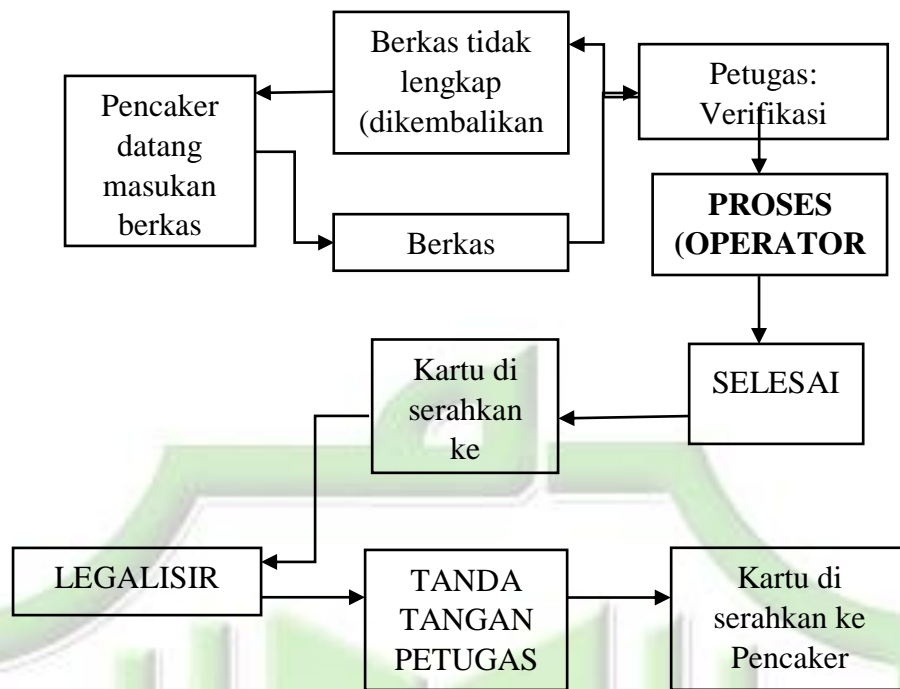 Berkas tidak
lengkap
(dikembalikan
Petugas:
Verifikasi
Pencaker
datang
masukan
berkas
Berkas
PROSES
(OPERATOR
SELESAI
Kartu di
serahkan
ke
LEGALISIR
TANDA
TANGAN
PETUGAS
Kartu di
serahkan ke
Pencaker